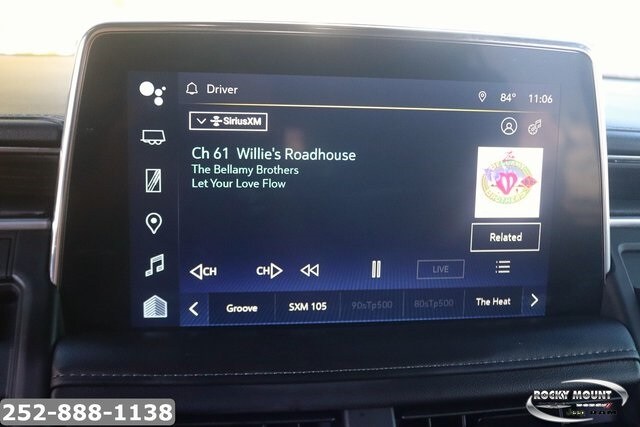 Driver
84° 11:06
SiriusXM
Ch 61 Willie's Roadhouse
The Bellamy Brothers
Let Your Love Flow
Related
CH CH LIVE
Groove SXM 105 90sTp500 80sTp500 The Heat
252-888-1138
ROCKY MOUNT